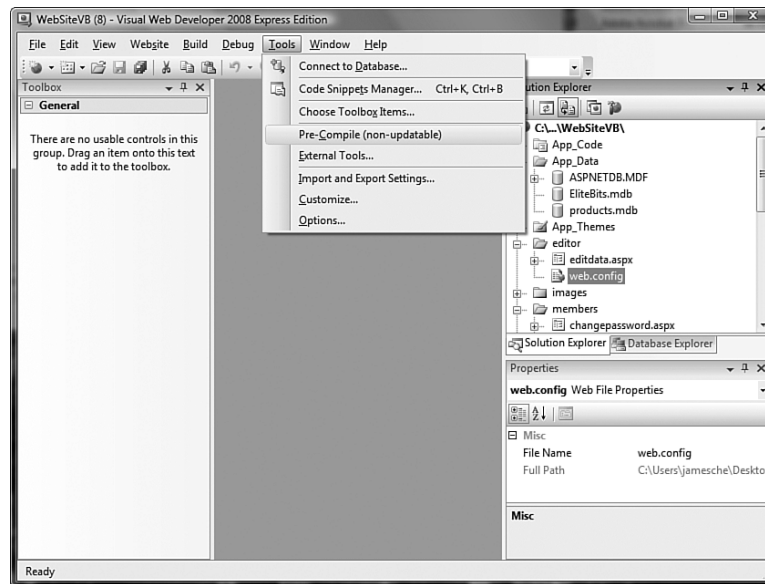 WebSiteVB (8) - Visual Web Developer 2008 Express Edition
File Edit View Website Build Debug Tools Window Help
Toolbox
General
There are no usable controls in this
group. Drag an item onto this text
to add it to the toolbox.
Connect to Database...
Code Snippets Manager... Ctrl+K, Ctrl+B
Choose Toolbox Items...
Pre-Compile (non-updatable)
External Tools...
Import and Export Settings...
Customize...
Options...
ution Explorer
C:\...\WebSiteVB\
App_Code
App_Data
ASPNETDB.MDF
EliteBits.mdb
products.mdb
App_Themes
editor
editdata.aspx
web.config
images
members
changepassword.aspx
Solution Explorer Database Explorer
Properties
web.config Web File Properties
Misc
File Name web.config
Full Path C:\Users\jamesche\Deskto
Misc
Ready